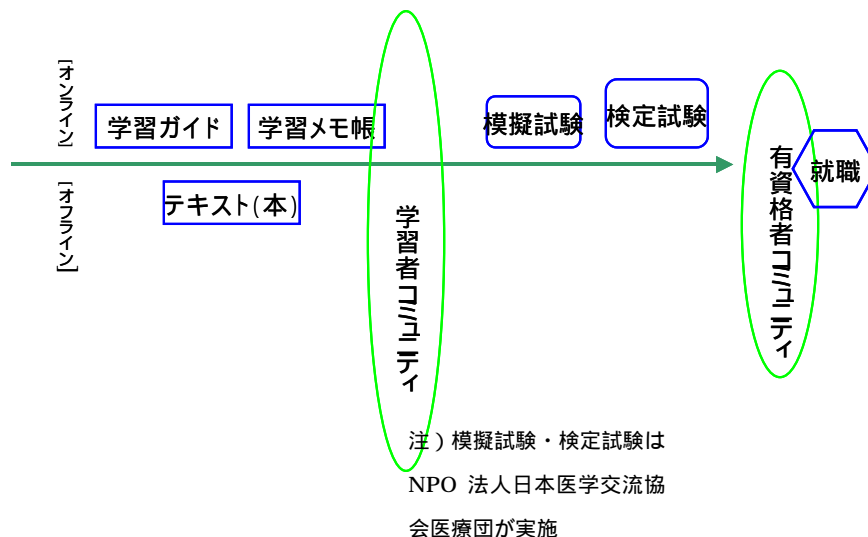 [オンライン]
学習ガイド
学習メモ帳
模擬試験
検定試験
[オフライン]
テキスト(本)
学習者コミュニティ
有資格者コミュニティ
就職
注）模擬試験・検定試験は
NPO 法人日本医学交流協
会医療団が実施